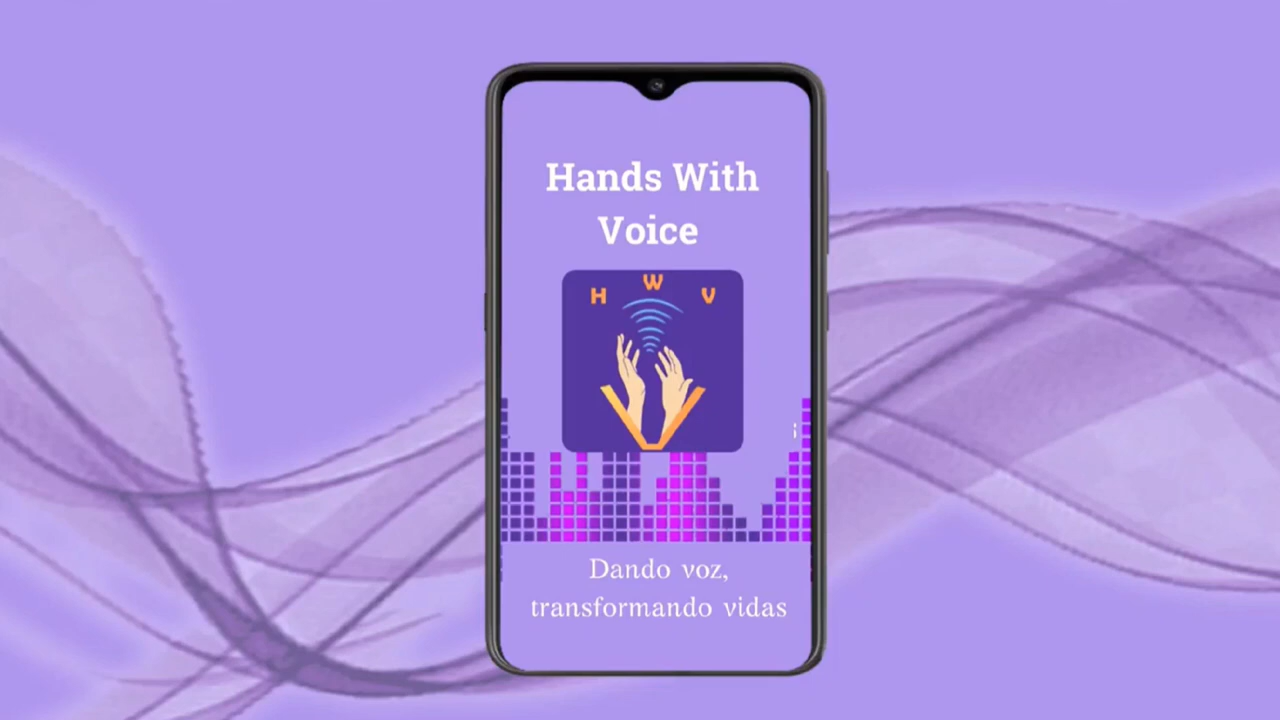 Hands With
Voice
H W V
Dando voz,
transformando vidas